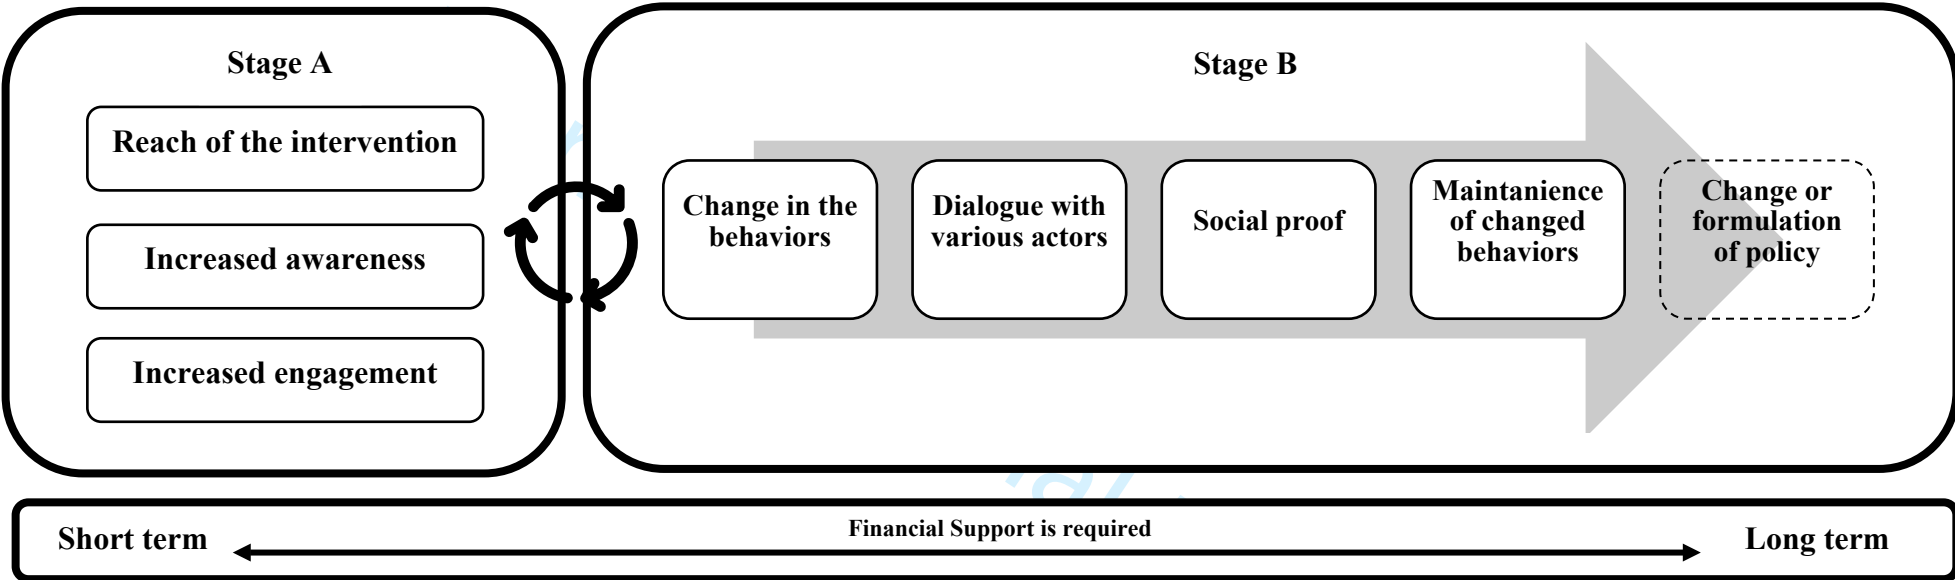 Stage A
Reach of the intervention
Increased awareness
Increased engagement
Stage B
Change in the
behaviors
Dialogue with
various actors
Social proof
Maintanience
of changed
behaviors
Change or
formulation
of policy
Short term
Financial Support is required
Long term